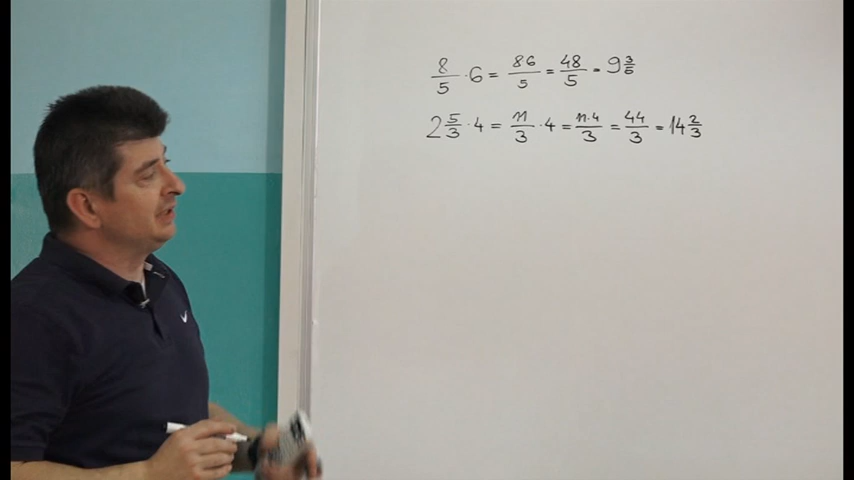 8/5 · 6 = 86/5 = 48/5 = 9 3/5
2 5/3 · 4 = 11/3 · 4 = 11·4/3 = 44/3 = 14 2/3